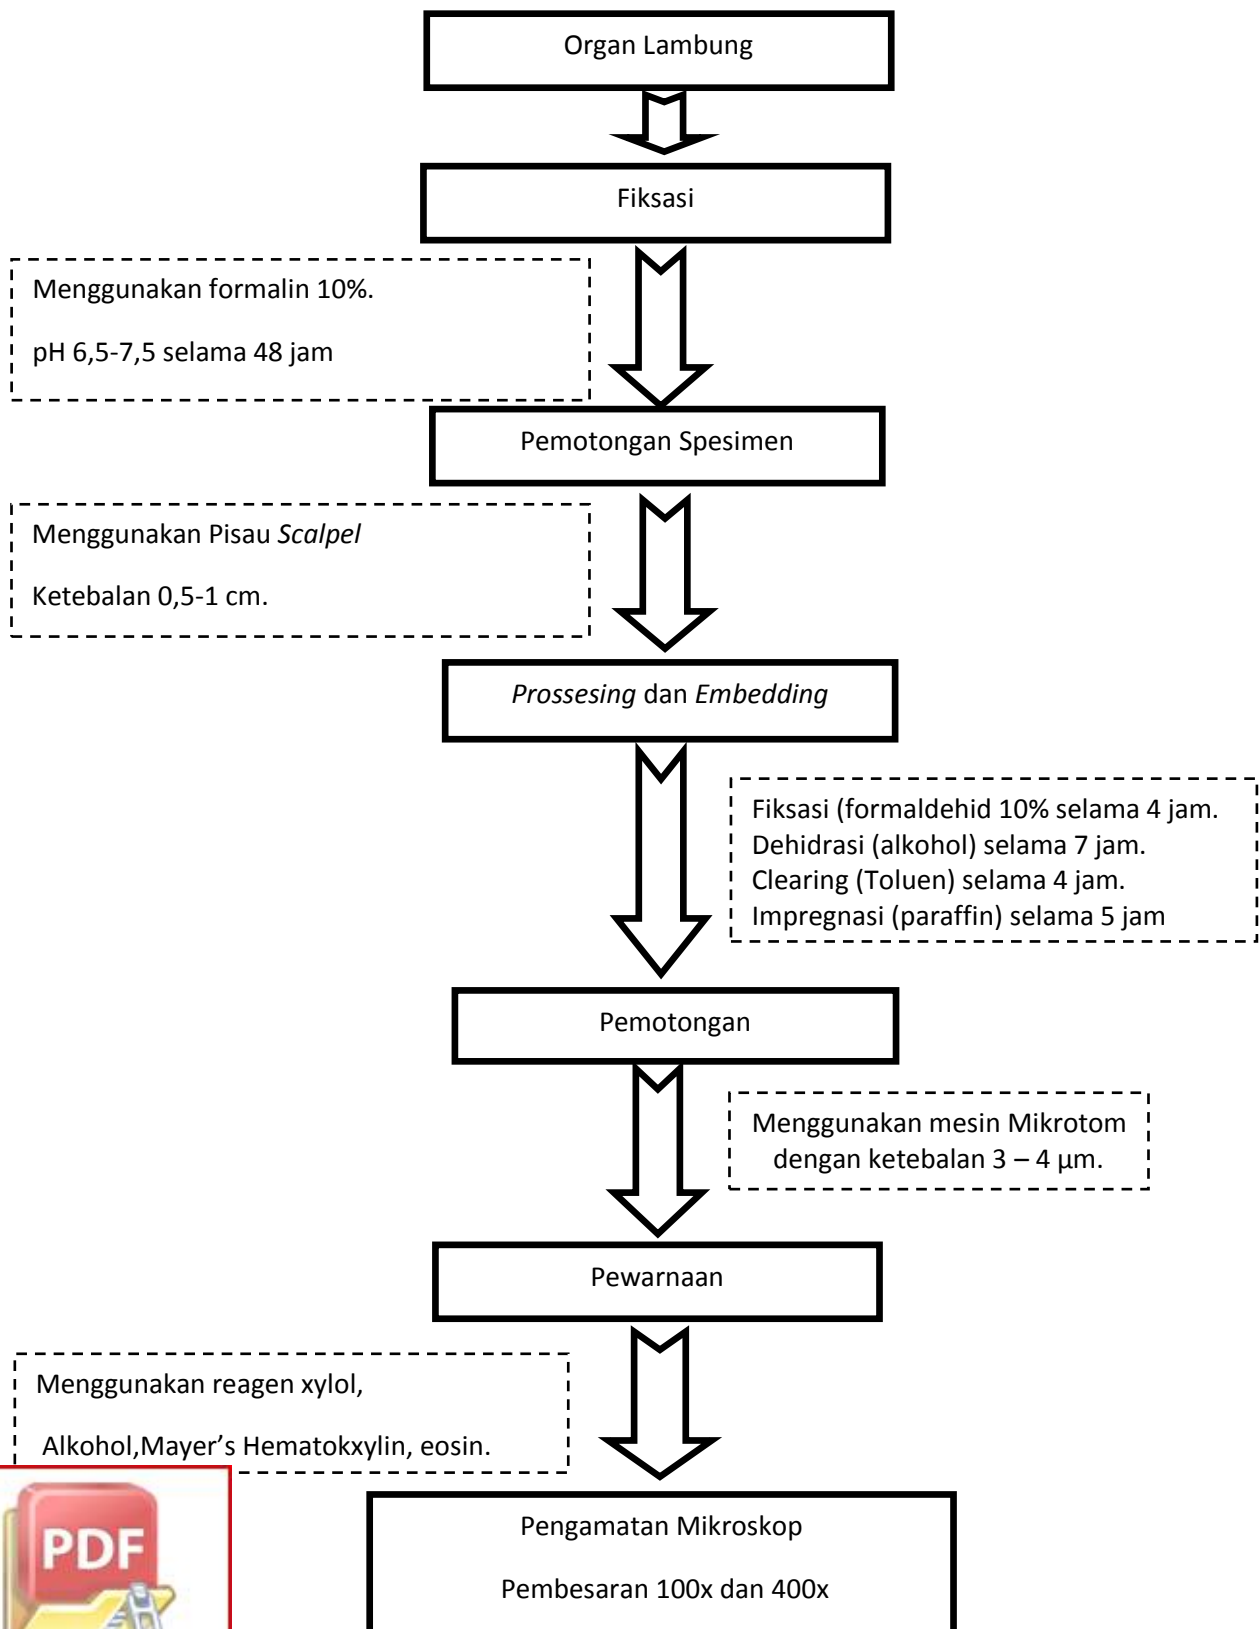 Organ Lambung
Fiksasi
Menggunakan formalin 10%.
pH 6,5-7,5 selama 48 jam
Pemotongan Spesimen
Menggunakan Pisau Scalpel
Ketebalan 0,5-1 cm.
Prossesing dan Embedding
Fiksasi (formaldehid 10% selama 4 jam.
Dehidrasi (alkohol) selama 7 jam.
Clearing (Toluen) selama 4 jam.
Impregnasi (paraffin) selama 5 jam
Pemotongan
Menggunakan mesin Mikrotom
dengan ketebalan 3 – 4 µm.
Pewarnaan
Menggunakan reagen xylol,
Alkohol,Mayer’s Hematokxylin, eosin.
Pengamatan Mikroskop
Pembesaran 100x dan 400x
PDF